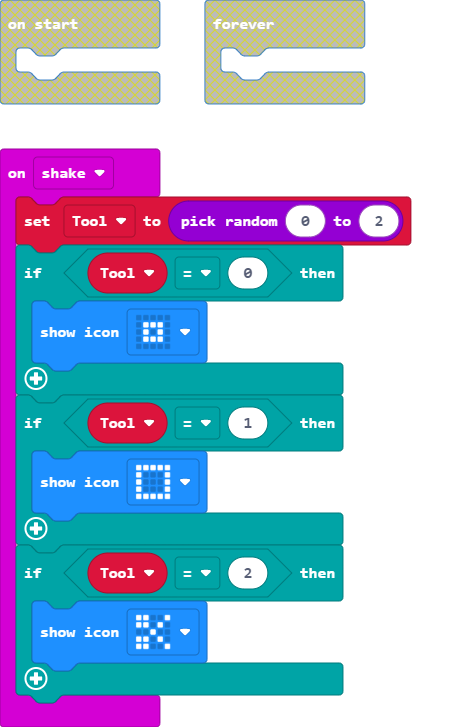 on start
forever
on shake
set Tool to pick random 0 to 2
if Tool = 0 then
show icon
if Tool = 1 then
show icon
if Tool = 2 then
show icon